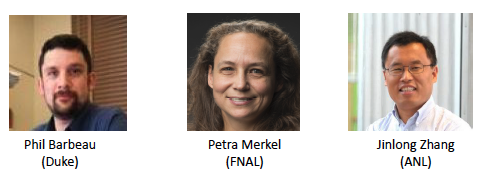 Phil Barbeau
(Duke)
Petra Merkel
(FNAL)
Jinlong Zhang
(ANL)